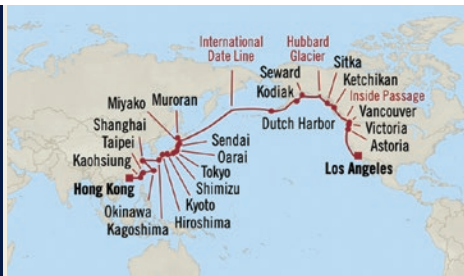 International
Date Line
Hubbard
Glacier
Sitka
Ketchikan
Inside Passage
Vancouver
Victoria
Astoria
Los Angeles
Seward
Kodiak
Dutch Harbor
Miyako
Muroran
Shanghai
Taipei
Kaohsiung
Hong Kong
Sendai
Oarai
Tokyo
Shimizu
Kyoto
Hiroshima
Okinawa
Kagoshima